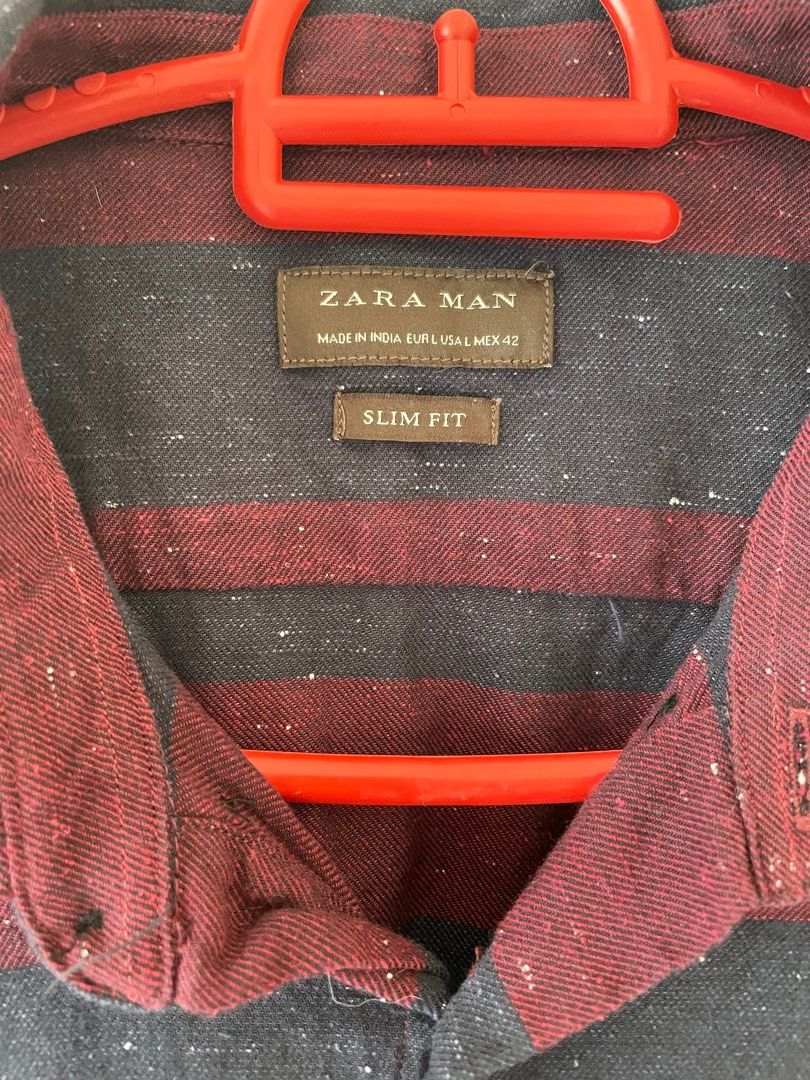 ZARA MAN
MADE IN INDIA EUR L USA L MEX 42
SLIM FIT